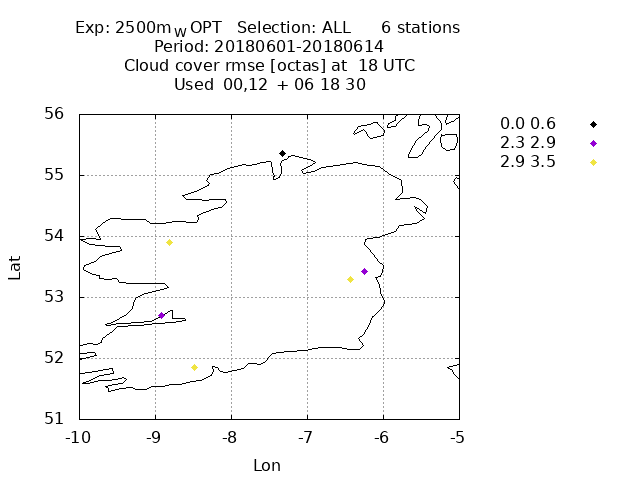 Exp: 2500m_W OPT   Selection: ALL      6 stations
Period: 20180601-20180614
Cloud cover rmse [octas] at  18 UTC
Used  00,12  + 06 18 30
0.0 0.6
2.3 2.9
2.9 3.5
56
55
54
53
52
51
Lat
-10 -9 -8 -7 -6 -5
Lon